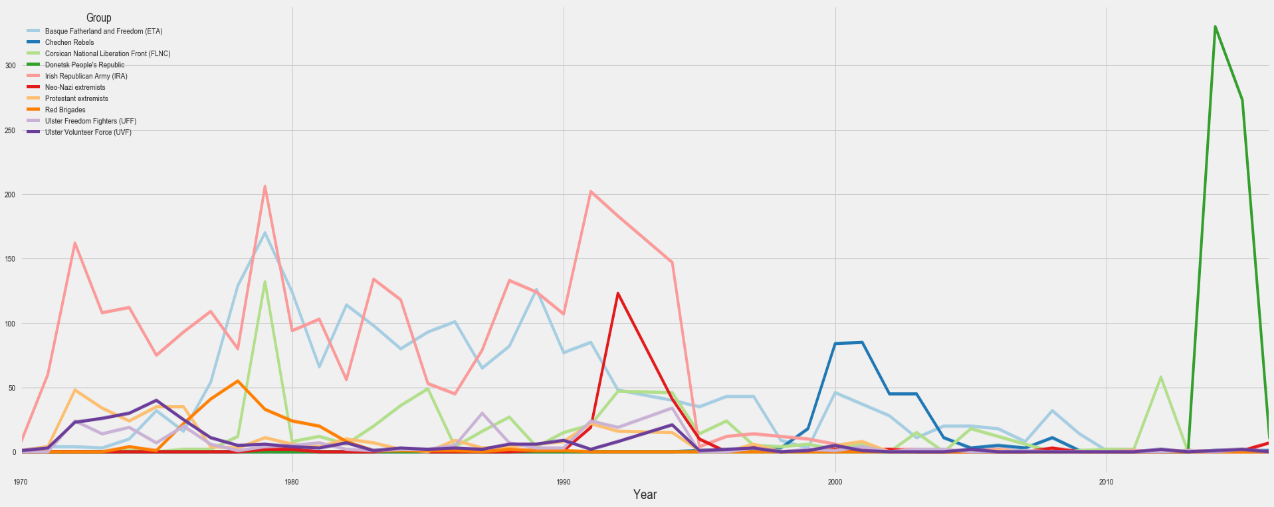 Group
Basque Fatherland and Freedom (ETA)
Chechen Rebels
Corsican National Liberation Front (FLNC)
Donetsk People's Republic
Irish Republican Army (IRA)
Neo-Nazi extremists
Protestant extremists
Red Brigades
Ulster Freedom Fighters (UFF)
Ulster Volunteer Force (UVF)
300
250
200
150
100
50
0
1970 1980 1990 2000 2010
Year